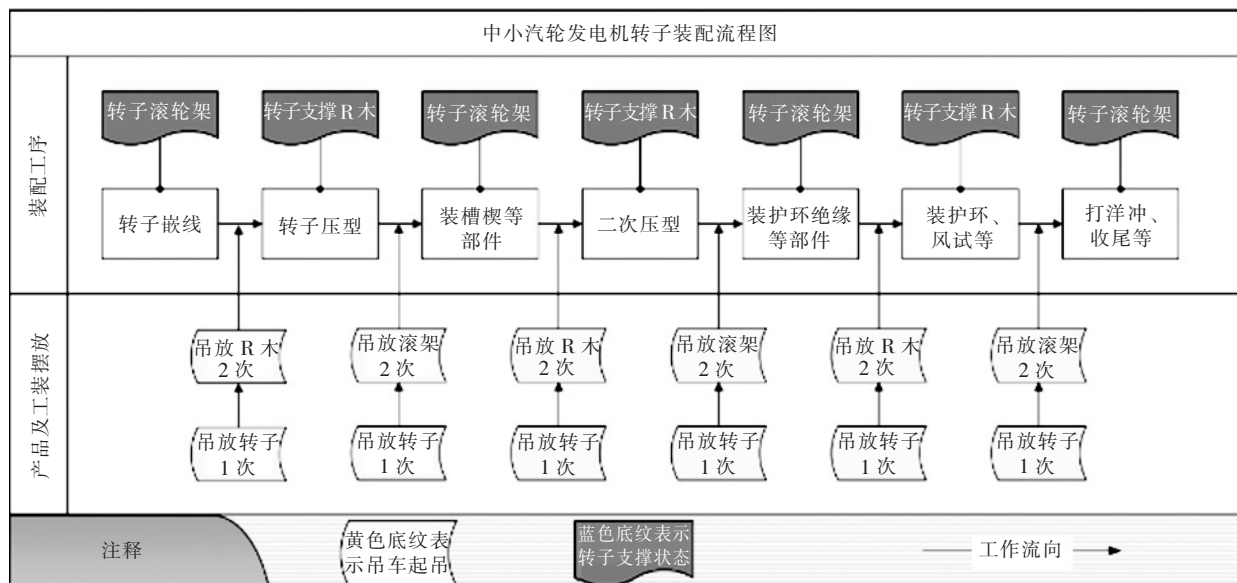 中小汽轮发电机转子装配流程图
装配工序
转子滚轮架
转子支撑R木
转子滚轮架
转子支撑R木
转子滚轮架
转子支撑R木
转子滚轮架
转子嵌线
转子压型
装槽楔等
部件
二次压型
装护环绝缘
等部件
装护环、
风试等
打洋冲、
收尾等
产品及工装摆放
吊放R木
2次
吊放滚架
2次
吊放R木
2次
吊放滚架
2次
吊放R木
2次
吊放滚架
2次
吊放转子
1次
吊放转子
1次
吊放转子
1次
吊放转子
1次
吊放转子
1次
吊放转子
1次
注释
黄色底纹表
示吊车起吊
蓝色底纹表示
转子支撑状态
工作流向